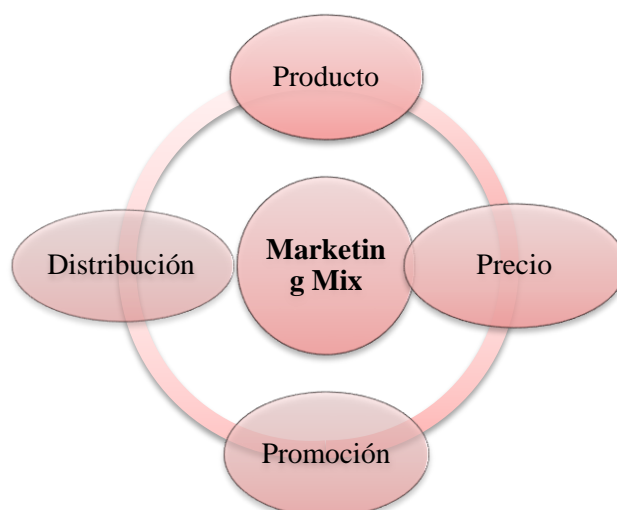 Producto
Distribución
Marketin
g Mix
Precio
Promoción